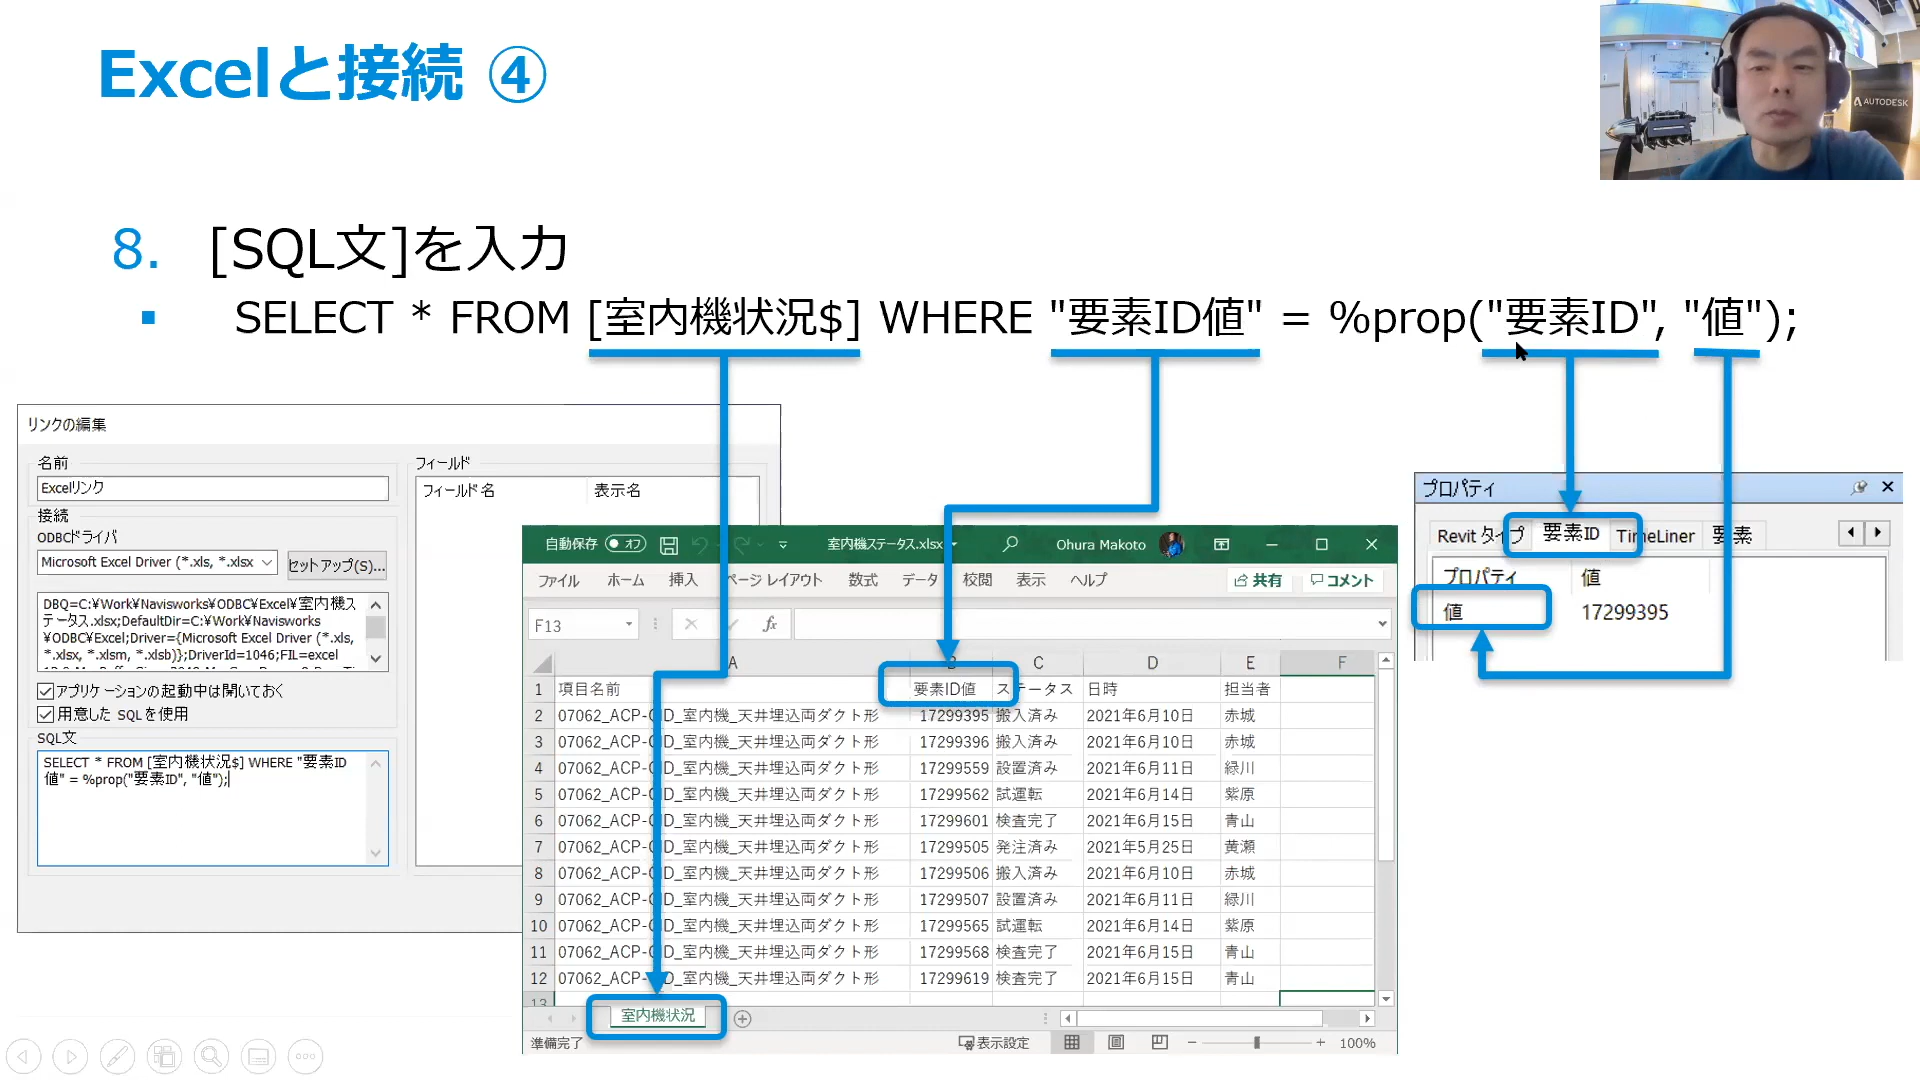 Excelと接続 ④
AUTODESK
8. [SQL文]を入力
▪ SELECT * FROM [室内機状況$] WHERE "要素ID値" = %prop("要素ID", "値");
リンクの編集
名前
Excelリンク
接続
ODBCドライバ
Microsoft Excel Driver (*.xls, *.xlsx
セットアップ(S)...
DBQ=C:¥Work¥Navisworks¥ODBC¥Excel¥室内機ス
テータス.xlsx;DefaultDir=C:¥Work¥Navisworks
¥ODBC¥Excel;Driver={Microsoft Excel Driver (*.xls,
*.xlsx, *.xlsm, *.xlsb)};DriverId=1046;FIL=excel
アプリケーションの起動中は開いておく
用意した SQLを使用
SQL文
SELECT * FROM [室内機状況$] WHERE "要素ID
値" = %prop("要素ID", "値");
フィールド
フィールド名 表示名
自動保存 オフ 室内機ステータス.xlsx Ohura Makoto
ファイル ホーム 挿入 ページ レイアウト 数式 データ 校閲 表示 ヘルプ 共有 コメント
F13 fx
A B C D E F
1 項目名前 要素ID値 ステータス 日時 担当者
2 07062_ACP-CID_室内機_天井埋込両ダクト形 17299395 搬入済み 2021年6月10日 赤城
3 07062_ACP-CID_室内機_天井埋込両ダクト形 17299396 搬入済み 2021年6月10日 赤城
4 07062_ACP-CID_室内機_天井埋込両ダクト形 17299559 設置済み 2021年6月11日 緑川
5 07062_ACP-CID_室内機_天井埋込両ダクト形 17299562 試運転 2021年6月14日 紫原
6 07062_ACP-CID_室内機_天井埋込両ダクト形 17299601 検査完了 2021年6月15日 青山
7 07062_ACP-CID_室内機_天井埋込両ダクト形 17299505 発注済み 2021年5月25日 黄瀬
8 07062_ACP-CID_室内機_天井埋込両ダクト形 17299506 搬入済み 2021年6月10日 赤城
9 07062_ACP-CID_室内機_天井埋込両ダクト形 17299507 設置済み 2021年6月11日 緑川
10 07062_ACP-CID_室内機_天井埋込両ダクト形 17299565 試運転 2021年6月14日 紫原
11 07062_ACP-CID_室内機_天井埋込両ダクト形 17299568 検査完了 2021年6月15日 青山
12 07062_ACP-CID_室内機_天井埋込両ダクト形 17299619 検査完了 2021年6月15日 青山
13
室内機状況
準備完了 表示設定 100%
プロパティ
Revit タイプ 要素ID TimeLiner 要素
プロパティ 値
値 17299395